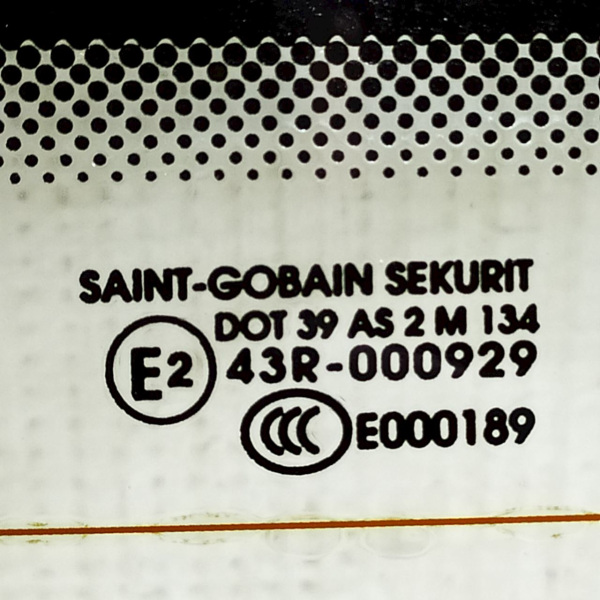 SAINT-GOBAIN SEKURIT
DOT 39 AS 2 M 134
E2 43R-000929
CCC E000189